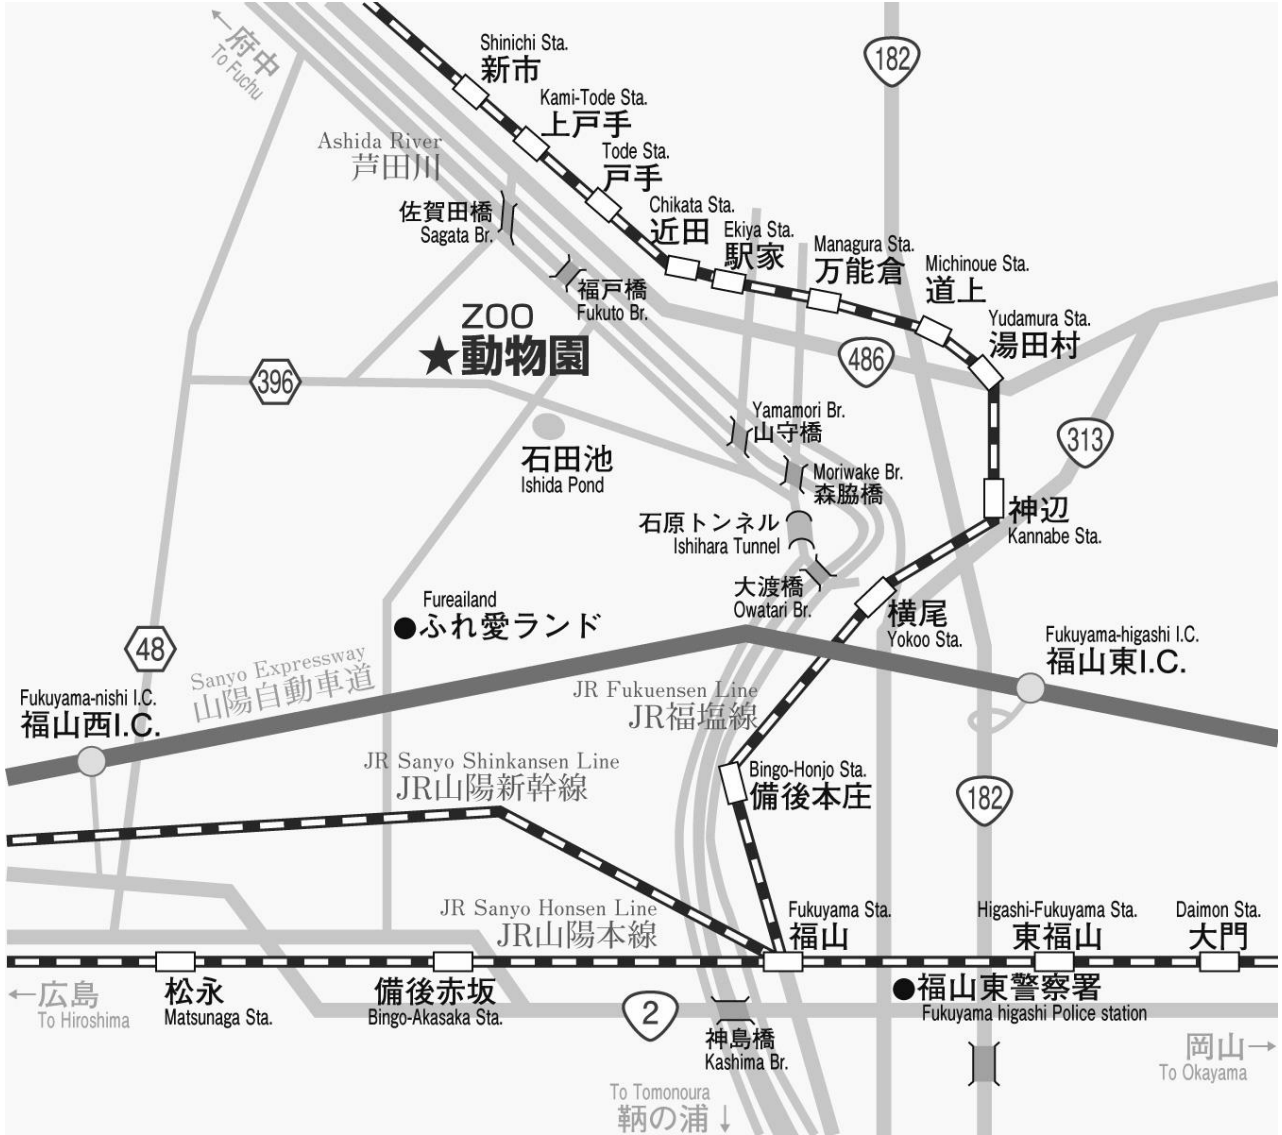 ←府中
To Fuchu
Shinichi Sta.
新市
182
Kami-Tode Sta.
上戸手
Ashida River
芦田川
Tode Sta.
戸手
佐賀田橋
Sagata Br.
Chikata Sta.
近田
Ekiya Sta.
駅家
Managura Sta.
万能倉
Michinoue Sta.
道上
福戸橋
Fukuto Br.
Yudamura Sta.
湯田村
ZOO
★動物園
486
396
Yamamori Br.
山守橋
313
石田池
Ishida Pond
Moriwake Br.
森脇橋
神辺
Kannabe Sta.
石原トンネル
Ishihara Tunnel
大渡橋
Owatari Br.
Fureailand
●ふれ愛ランド
横尾
Yokoo Sta.
48
Sanyo Expressway
山陽自動車道
Fukuyama-higashi I.C.
福山東I.C.
Fukuyama-nishi I.C.
福山西I.C.
JR Fukuensen Line
JR福塩線
JR Sanyo Shinkansen Line
JR山陽新幹線
Bingo-Honjo Sta.
備後本庄
182
JR Sanyo Honsen Line
JR山陽本線
Fukuyama Sta.
福山
Higashi-Fukuyama Sta.
東福山
Daimon Sta.
大門
←広島
To Hiroshima
松永
Matsunaga Sta.
備後赤坂
Bingo-Akasaka Sta.
2
●福山東警察署
Fukuyama higashi Police station
神島橋
Kashima Br.
岡山→
To Okayama
To Tomonoura
鞆の浦↓